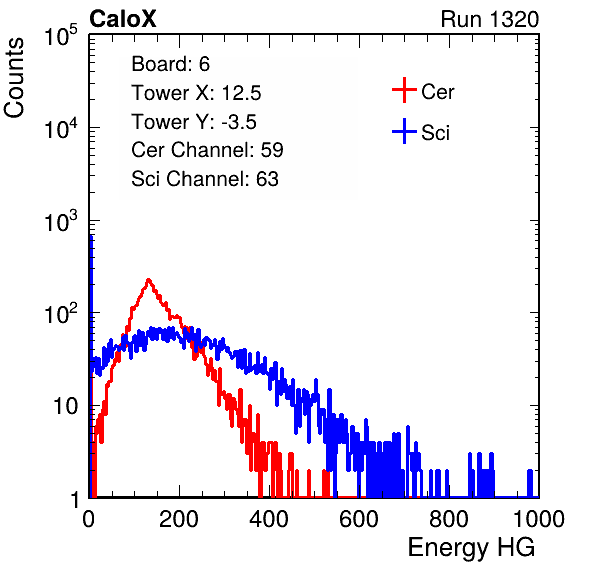 CaloX Run 1320
10^5
Counts
Board: 6
Tower X: 12.5
Tower Y: -3.5
Cer Channel: 59
Sci Channel: 63
Cer
Sci
10^4
10^3
10^2
10
1
0 200 400 600 800 1000
Energy HG